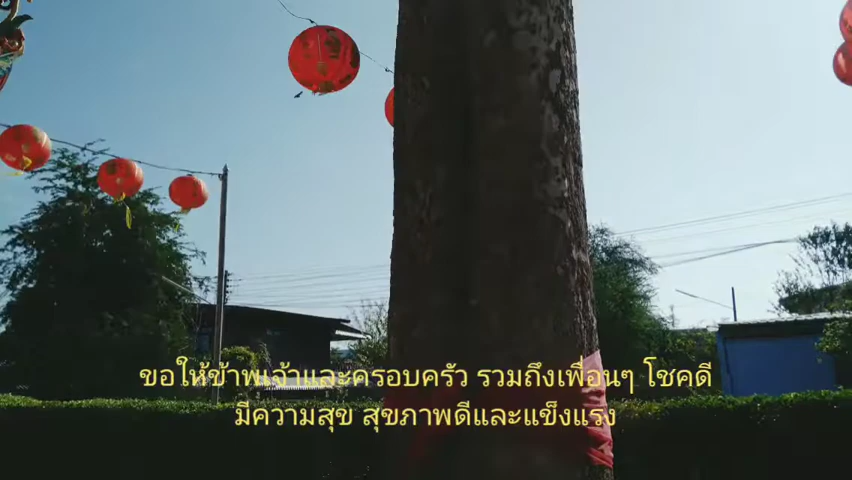 ขอให้ข้าพเจ้าและครอบครัว รวมถึงเพื่อนๆ โชคดี
มีความสุข สุขภาพดีและแข็งแรง